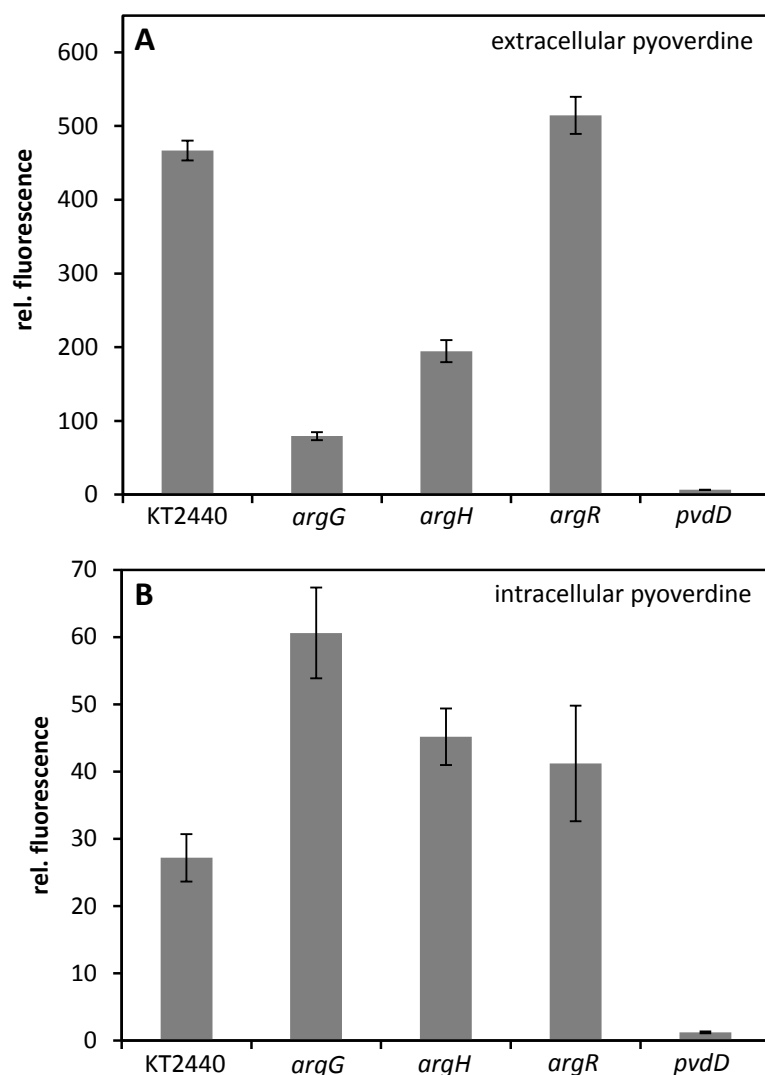 A extracellular pyoverdine
600
500
400
300
200
100
0
rel. fluorescence
KT2440 argG argH argR pvdD
B intracellular pyoverdine
70
60
50
40
30
20
10
0
rel. fluorescence
KT2440 argG argH argR pvdD